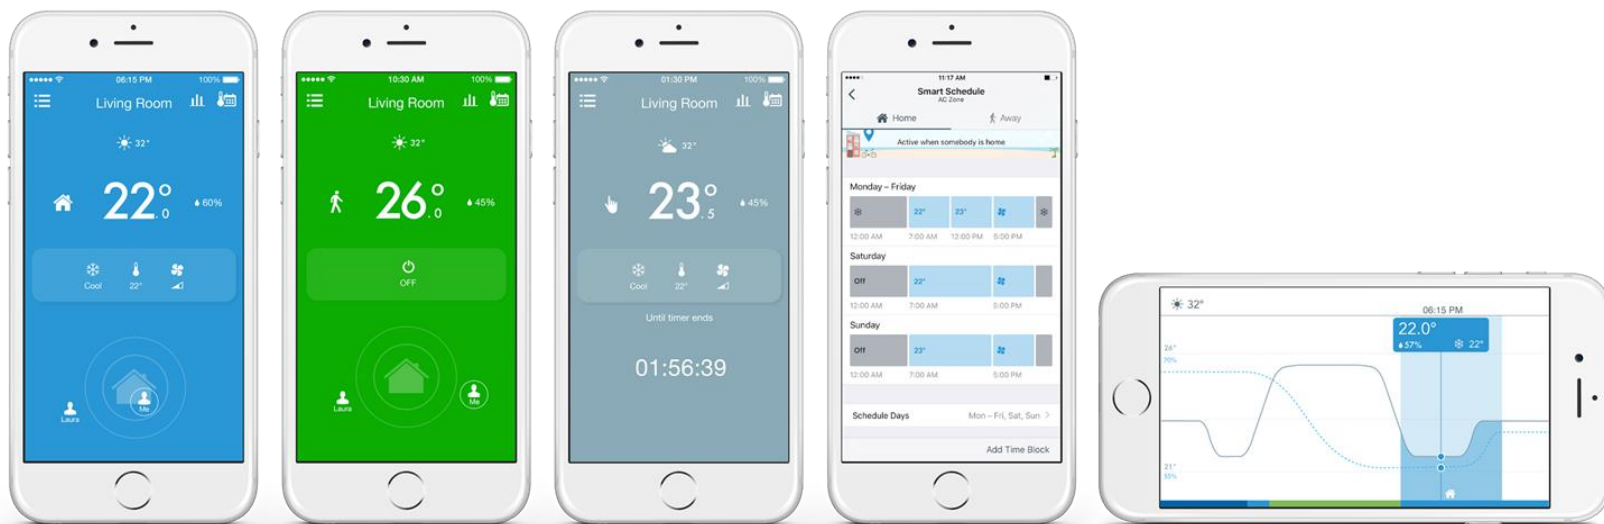 06:15 PM 100%
Living Room
32°
22.0°
60%
Cool 22°
Me
Laura
10:30 AM 100%
Living Room
32°
26.0°
45%
OFF
Laura Me
01:30 PM 100%
Living Room
32°
23.5°
45%
Cool 22°
Until timer ends
01:56:39
11:17 AM
Smart Schedule
AC Zone
Home Away
Active when somebody is home
Monday – Friday
22° 23°
12:00 AM 7:00 AM 12:00 PM 5:00 PM
Saturday
Off 22°
12:00 AM 7:00 AM 5:00 PM
Sunday
Off 23°
12:00 AM 7:00 AM 5:00 PM
Schedule Days Mon – Fri, Sat, Sun >
Add Time Block
32°
06:15 PM
22.0°
57% 22°
26°
70%
21°
55%